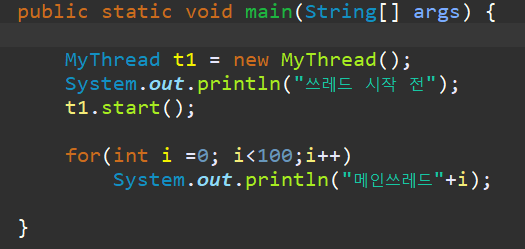 public static void main(String[] args) {
MyThread t1 = new MyThread();
System.out.println("쓰레드 시작 전");
t1.start();
for(int i =0; i<100;i++)
System.out.println("메인쓰레드"+i);
}